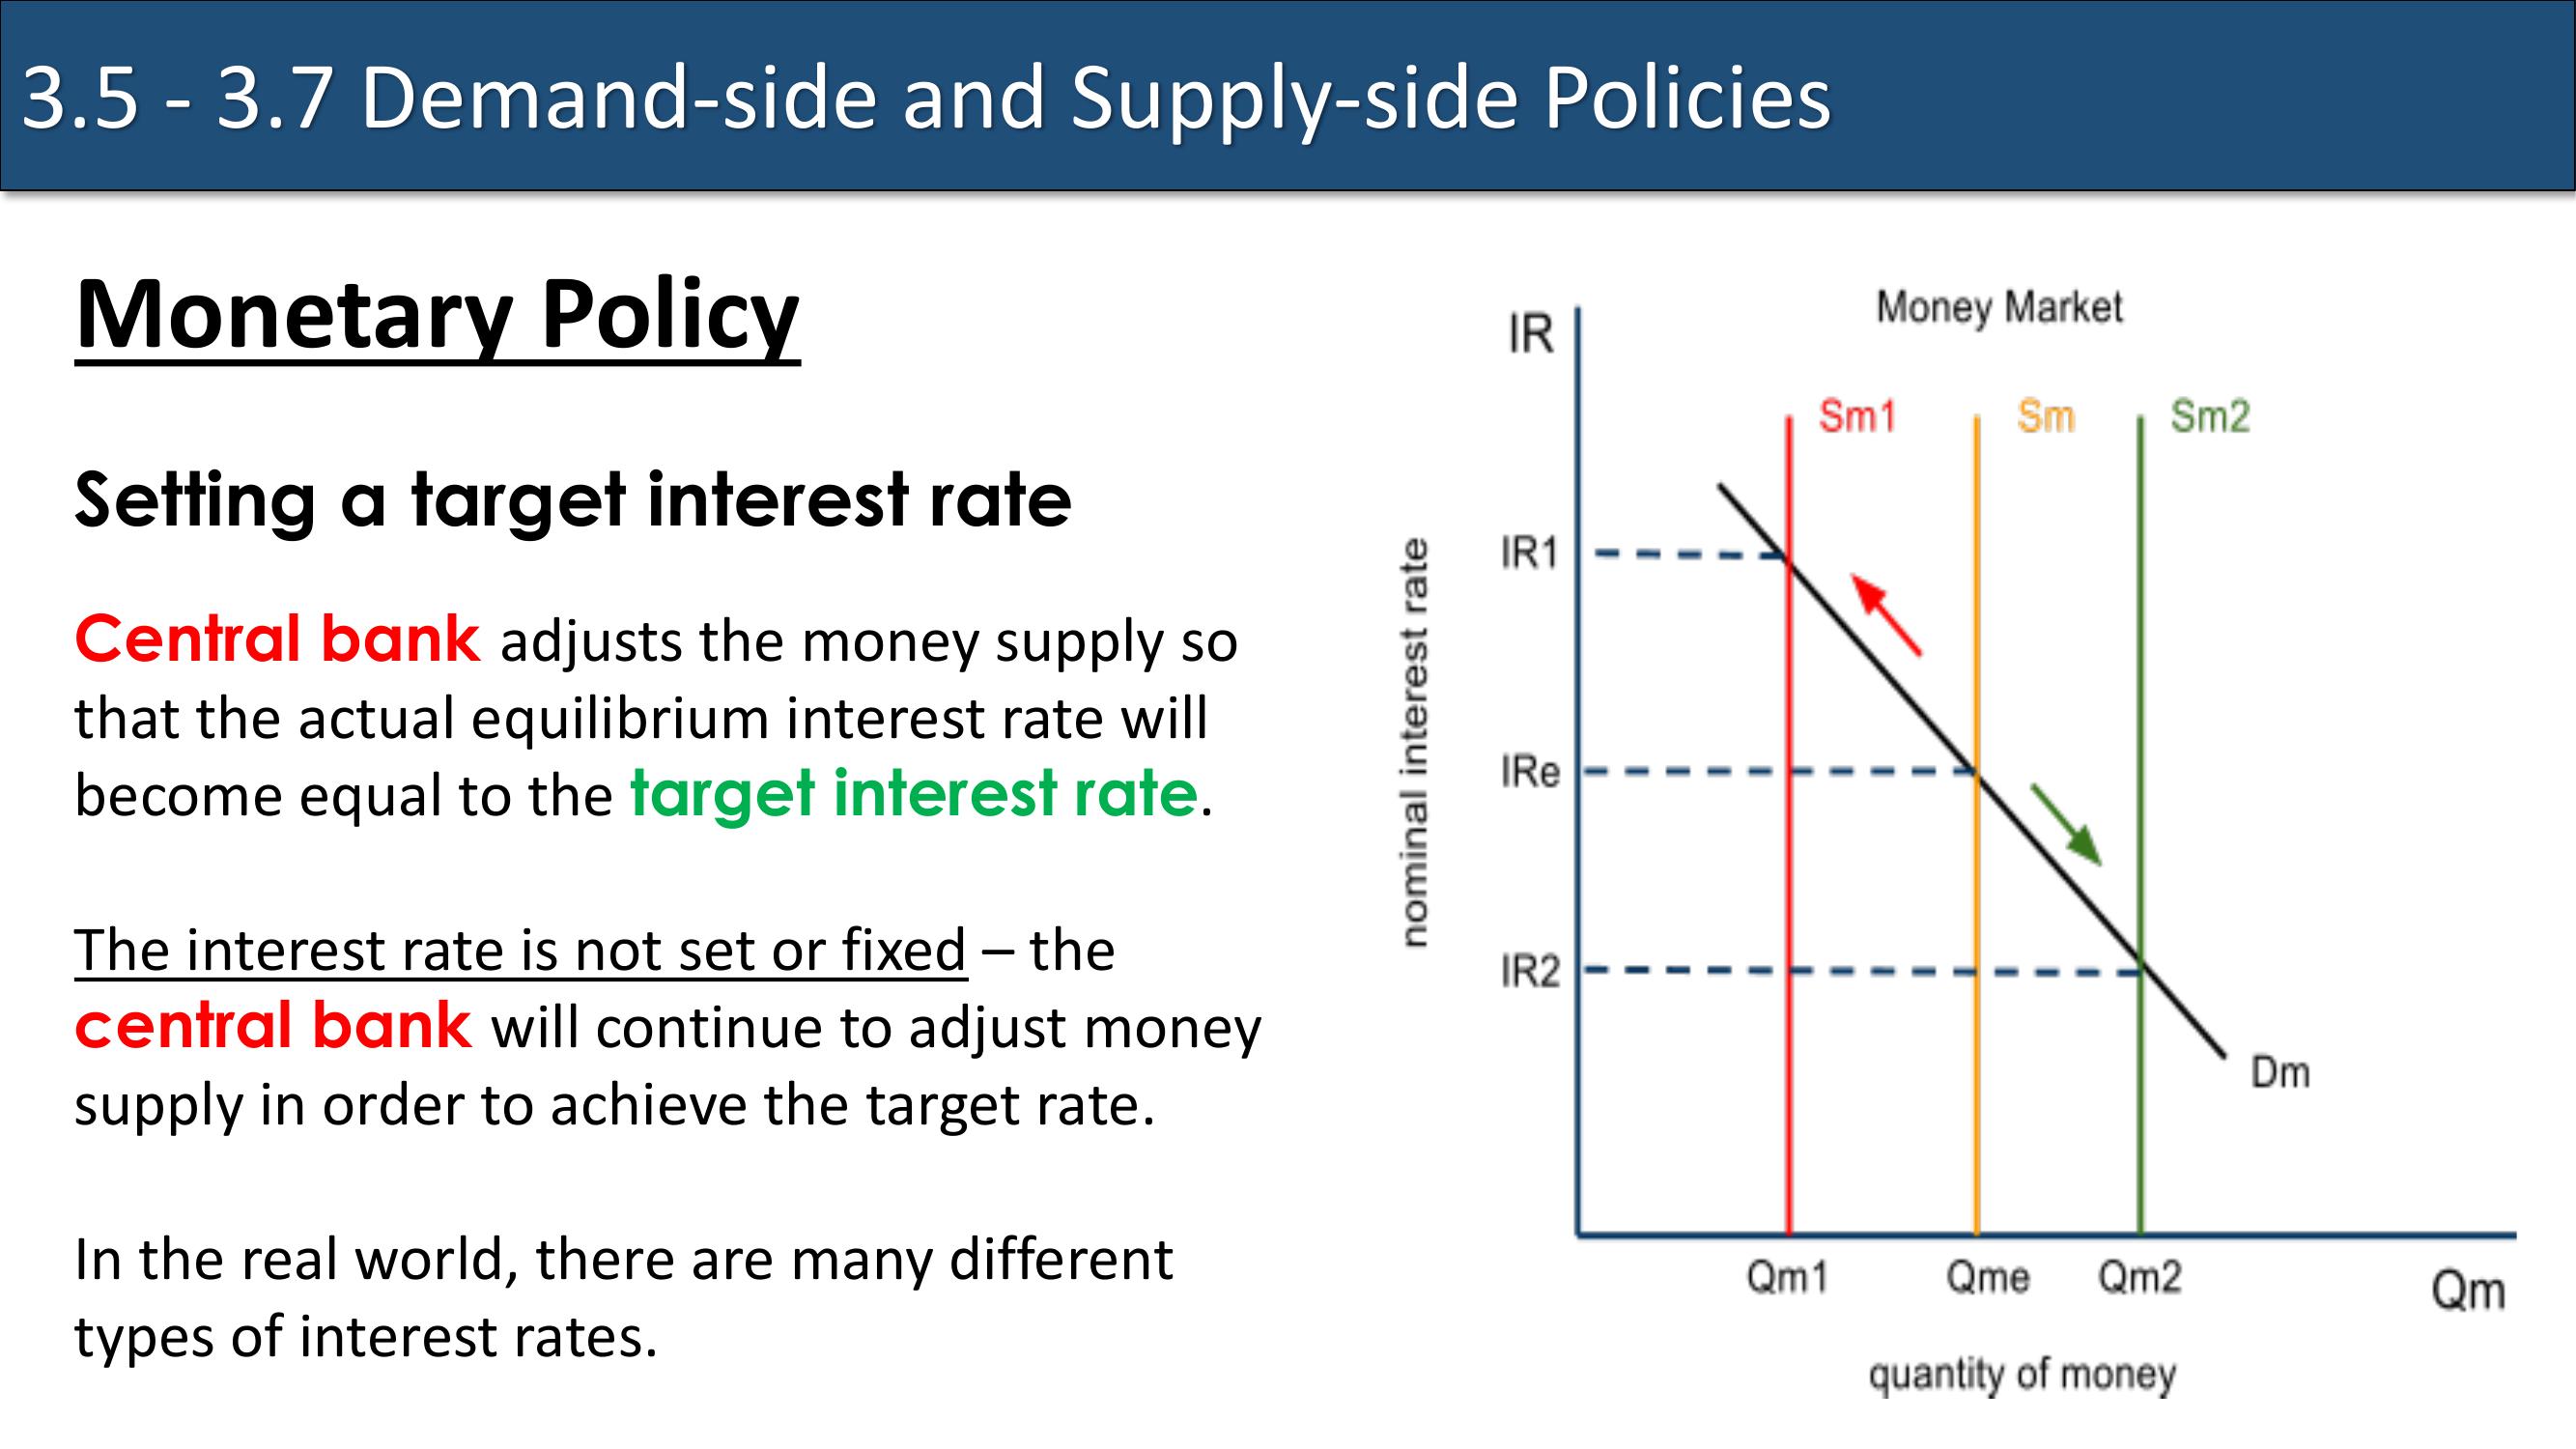 3.5 - 3.7 Demand-side and Supply-side Policies
Monetary Policy
Setting a target interest rate
Central bank adjusts the money supply so
that the actual equilibrium interest rate will
become equal to the target interest rate.
The interest rate is not set or fixed – the
central bank will continue to adjust money
supply in order to achieve the target rate.
In the real world, there are many different
types of interest rates.
Money Market
IR
Sm1 Sm Sm2
IR1
nominal interest rate
IRe
IR2
Dm
Qm1 Qme Qm2 Qm
quantity of money